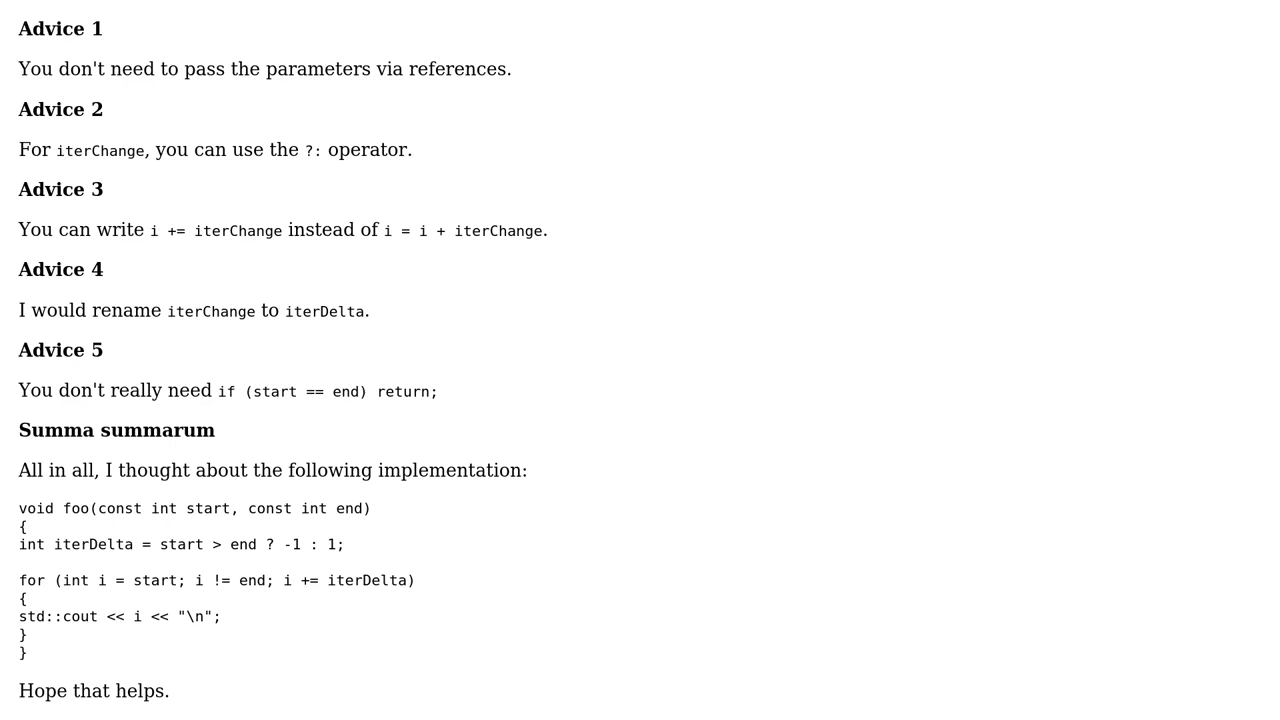 Advice 1
You don't need to pass the parameters via references.
Advice 2
For iterChange, you can use the ?: operator.
Advice 3
You can write i += iterChange instead of i = i + iterChange.
Advice 4
I would rename iterChange to iterDelta.
Advice 5
You don't really need if (start == end) return;
Summa summarum
All in all, I thought about the following implementation:
void foo(const int start, const int end)
{
int iterDelta = start > end ? -1 : 1;
for (int i = start; i != end; i += iterDelta)
{
std::cout << i << "\n";
}
}
Hope that helps.